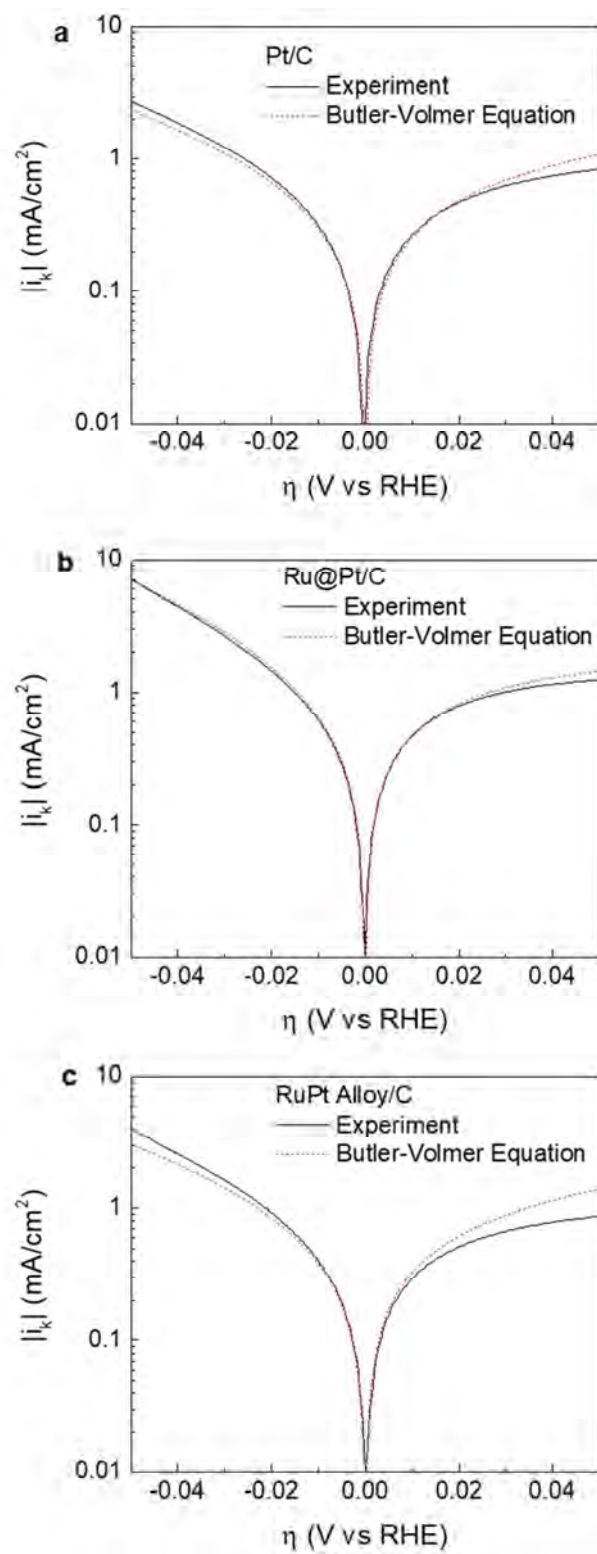 a
10
Pt/C
Experiment
Butler-Volmer Equation
1
|i_k| (mA/cm²)
0.1
0.01
-0.04 -0.02 0.00 0.02 0.04
η (V vs RHE)
b
10
Ru@Pt/C
Experiment
Butler-Volmer Equation
1
|i_k| (mA/cm²)
0.1
0.01
-0.04 -0.02 0.00 0.02 0.04
η (V vs RHE)
c
10
RuPt Alloy/C
Experiment
Butler-Volmer Equation
1
|i_k| (mA/cm²)
0.1
0.01
-0.04 -0.02 0.00 0.02 0.04
η (V vs RHE)